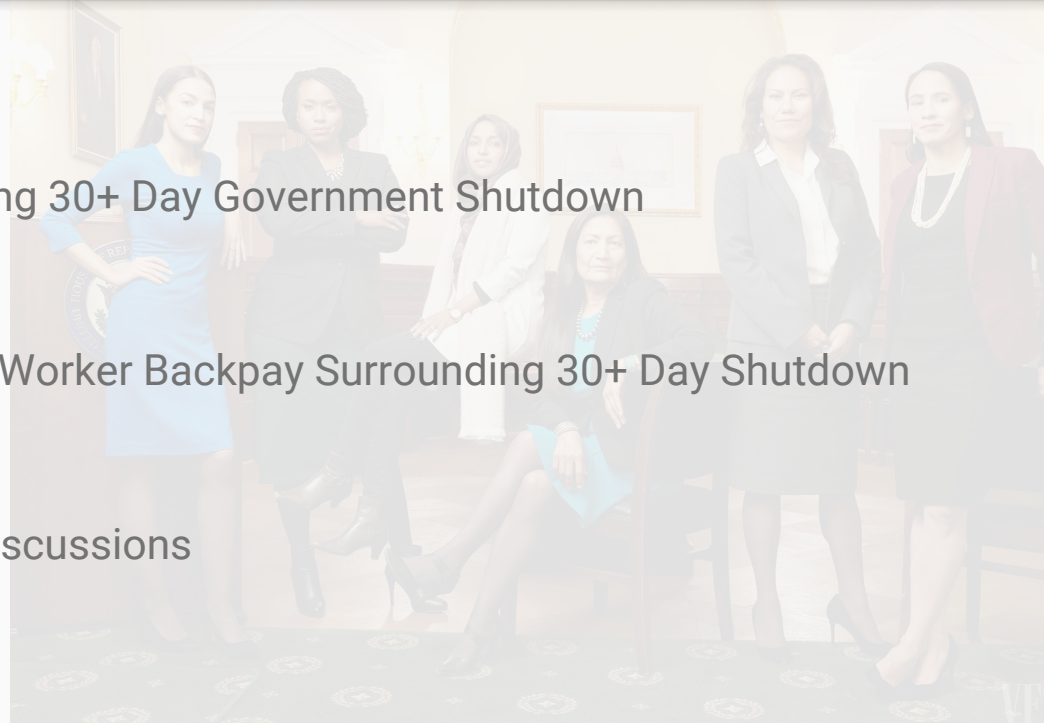 ng 30+ Day Government Shutdown
Worker Backpay Surrounding 30+ Day Shutdown
scussions